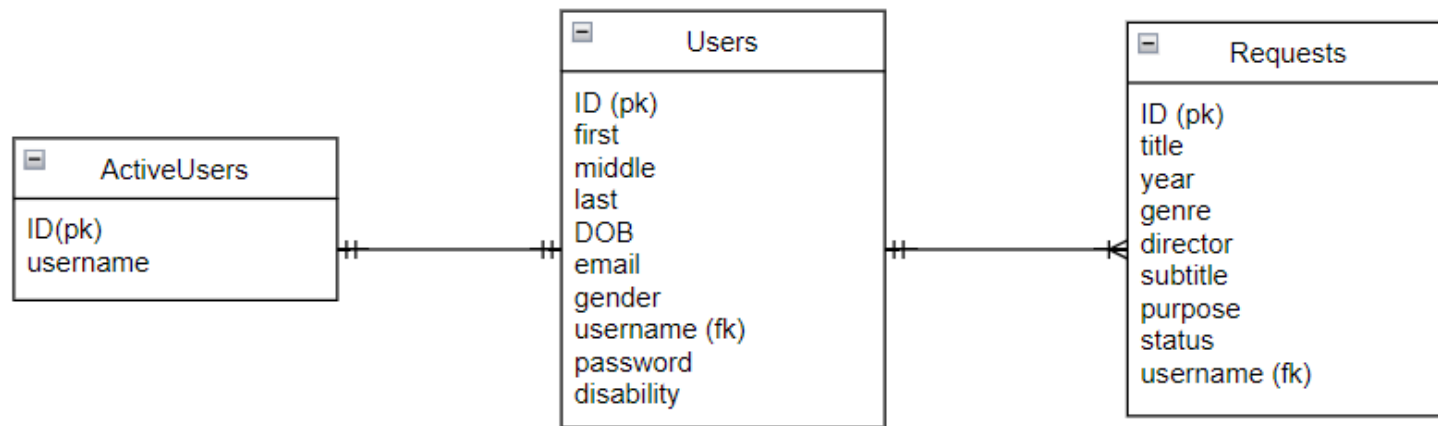 ActiveUsers
ID(pk)
username
Users
ID (pk)
first
middle
last
DOB
email
gender
username (fk)
password
disability
Requests
ID (pk)
title
year
genre
director
subtitle
purpose
status
username (fk)